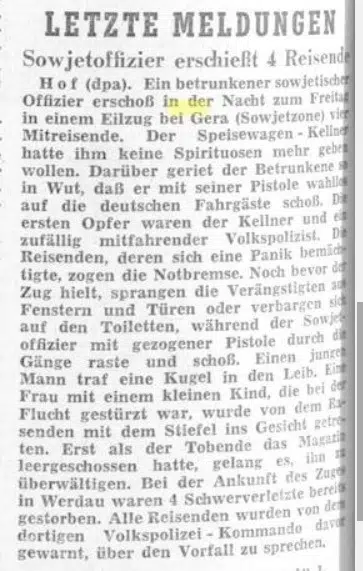 LETZTE MELDUNGEN
Sowjetoffizier erschießt 4 Reisende
Hof (dpa). Ein betrunkener sowjetischer
Offizier erschoß in der Nacht zum Freitag
in einem Eilzug bei Gera (Sowjetzone) vier
Mitreisende. Der Speisewagen-Kellner
hatte ihm keine Spirituosen mehr geben
wollen. Darüber geriet der Betrunkene so
in Wut, daß er mit seiner Pistole wahllos
auf die deutschen Fahrgäste schoß. Die
ersten Opfer waren der Kellner und ein
zufällig mitfahrender Volkspolizist. Die
Reisenden, deren sich eine Panik bemäch-
tigte, zogen die Notbremse. Noch bevor der
Zug hielt, sprangen die Verängstigten aus
Fenstern und Türen oder verbargen sich
auf den Toiletten, während der Sowjet-
offizier mit gezogener Pistole durch die
Gänge raste und schoß. Einen jungen
Mann traf eine Kugel in den Leib. Eine
Frau mit einem kleinen Kind, die bei der
Flucht gestürzt war, wurde von dem Ra-
senden mit dem Stiefel ins Gesicht getre-
ten. Erst als der Tobende das Magazin
leergeschossen hatte, gelang es, ihn zu
überwältigen. Bei der Ankunft des Zuges
in Werdau waren 4 Schwerverletzte bereits
gestorben. Alle Reisenden wurden von dem
dortigen Volkspolizei-Kommando davor
gewarnt, über den Vorfall zu sprechen.